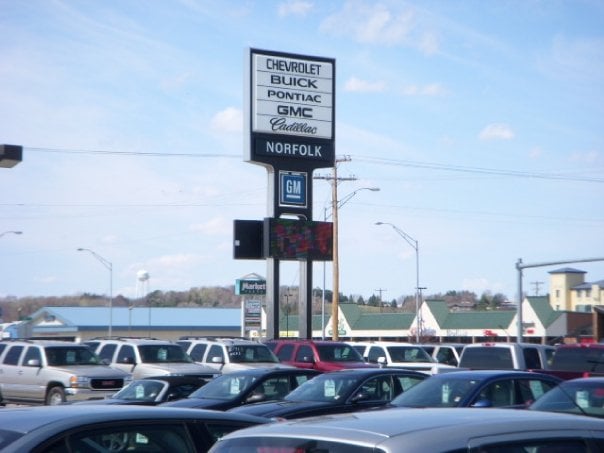 CHEVROLET
BUICK
PONTIAC
GMC
Cadillac
NORFOLK
GM
Market